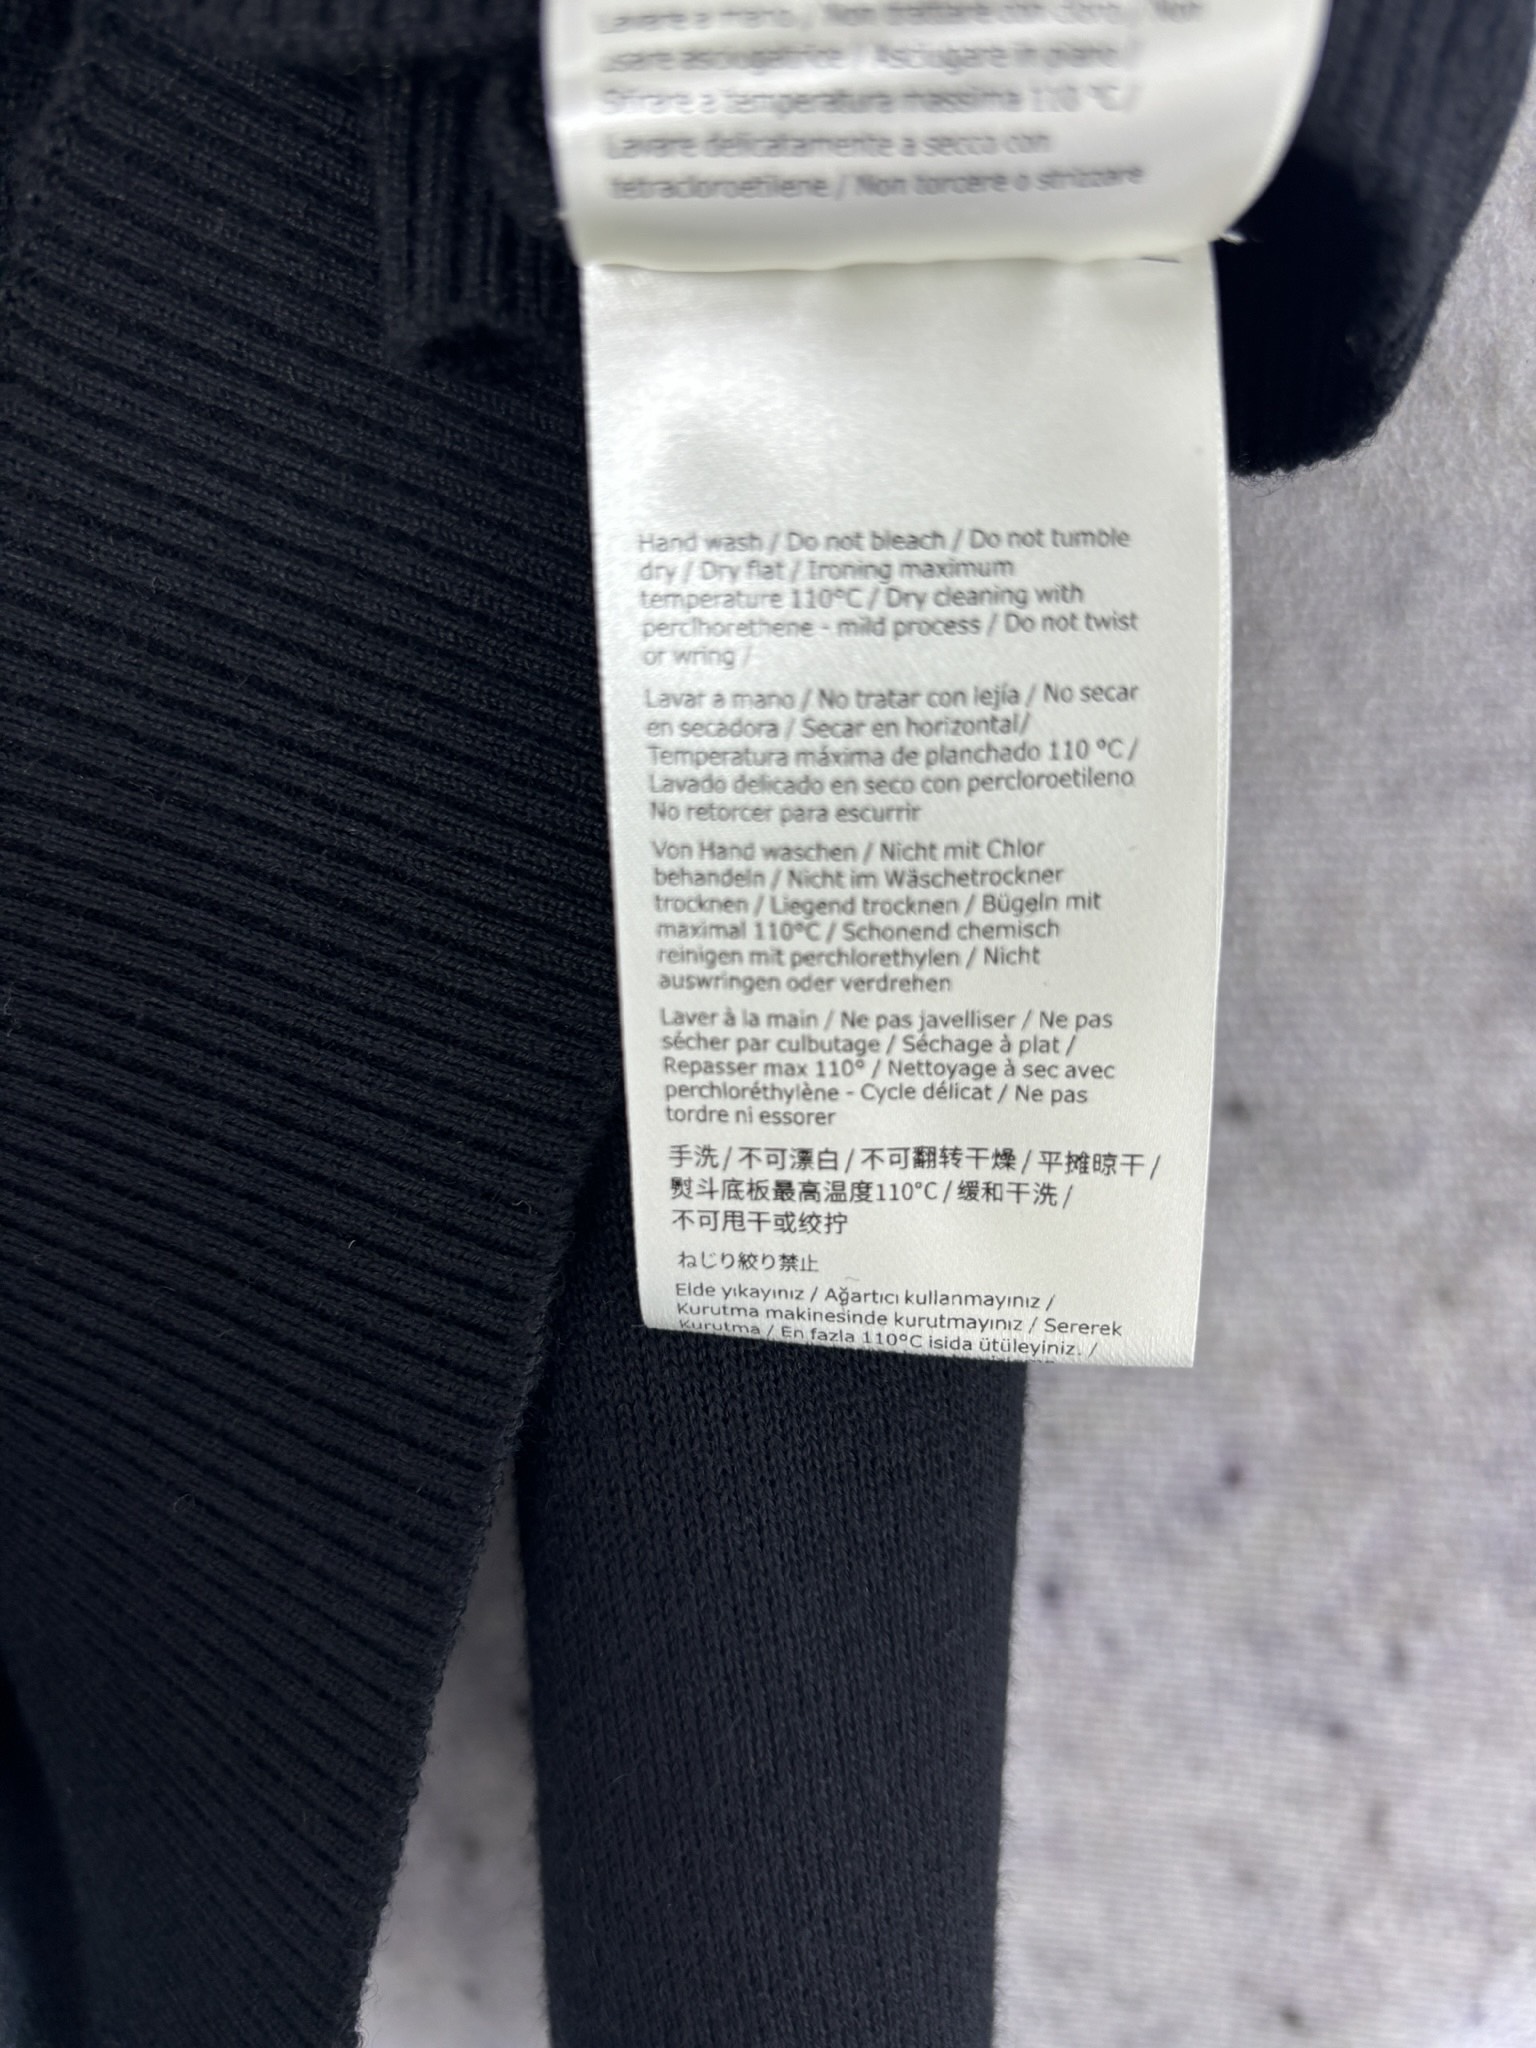 Lavare a mano / Non trattare con cloro / Non
usare asciugatrice / Asciugare in piano /
Stirare a temperatura massima 110 °C /
Lavare delicatamente a secco con
tetracloroetilene / Non torcere o strizzare
Hand wash / Do not bleach / Do not tumble
dry / Dry flat / Ironing maximum
temperature 110°C / Dry cleaning with
perclhorethene - mild process / Do not twist
or wring /
Lavar a mano / No tratar con lejía / No secar
en secadora / Secar en horizontal/
Temperatura máxima de planchado 110 ºC /
Lavado delicado en seco con percloroetileno
No retorcer para escurrir
Von Hand waschen / Nicht mit Chlor
behandeln / Nicht im Wäschetrockner
trocknen / Liegend trocknen / Bügeln mit
maximal 110°C / Schonend chemisch
reinigen mit perchlorethylen / Nicht
auswringen oder verdrehen
Laver à la main / Ne pas javelliser / Ne pas
sécher par culbutage / Séchage à plat /
Repasser max 110° / Nettoyage à sec avec
perchloréthylène - Cycle délicat / Ne pas
tordre ni essorer
手洗/不可漂白/不可翻转干燥/平摊晾干/
熨斗底板最高温度110°C/缓和干洗/
不可甩干或绞拧
ねじり絞り禁止
Elde yıkayınız / Ağartıcı kullanmayınız /
Kurutma makinesinde kurutmayınız / Sererek
Kurutma / En fazla 110°C isida ütüleyiniz. /